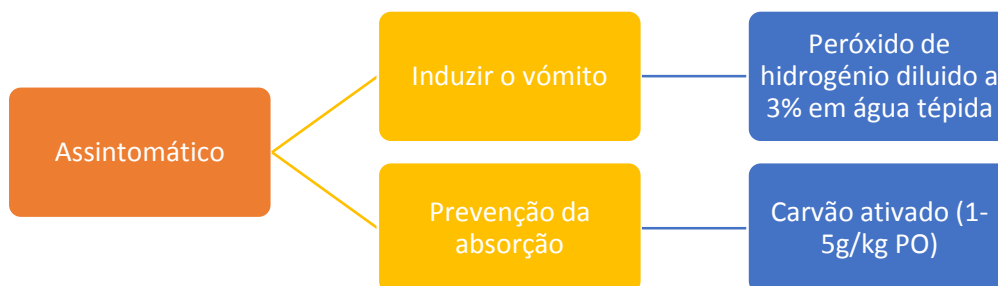 Assintomático
Induzir o vómito
Peróxido de
hidrogénio diluido a
3% em água tépida
Prevenção da
absorção
Carvão ativado (1-
5g/kg PO)